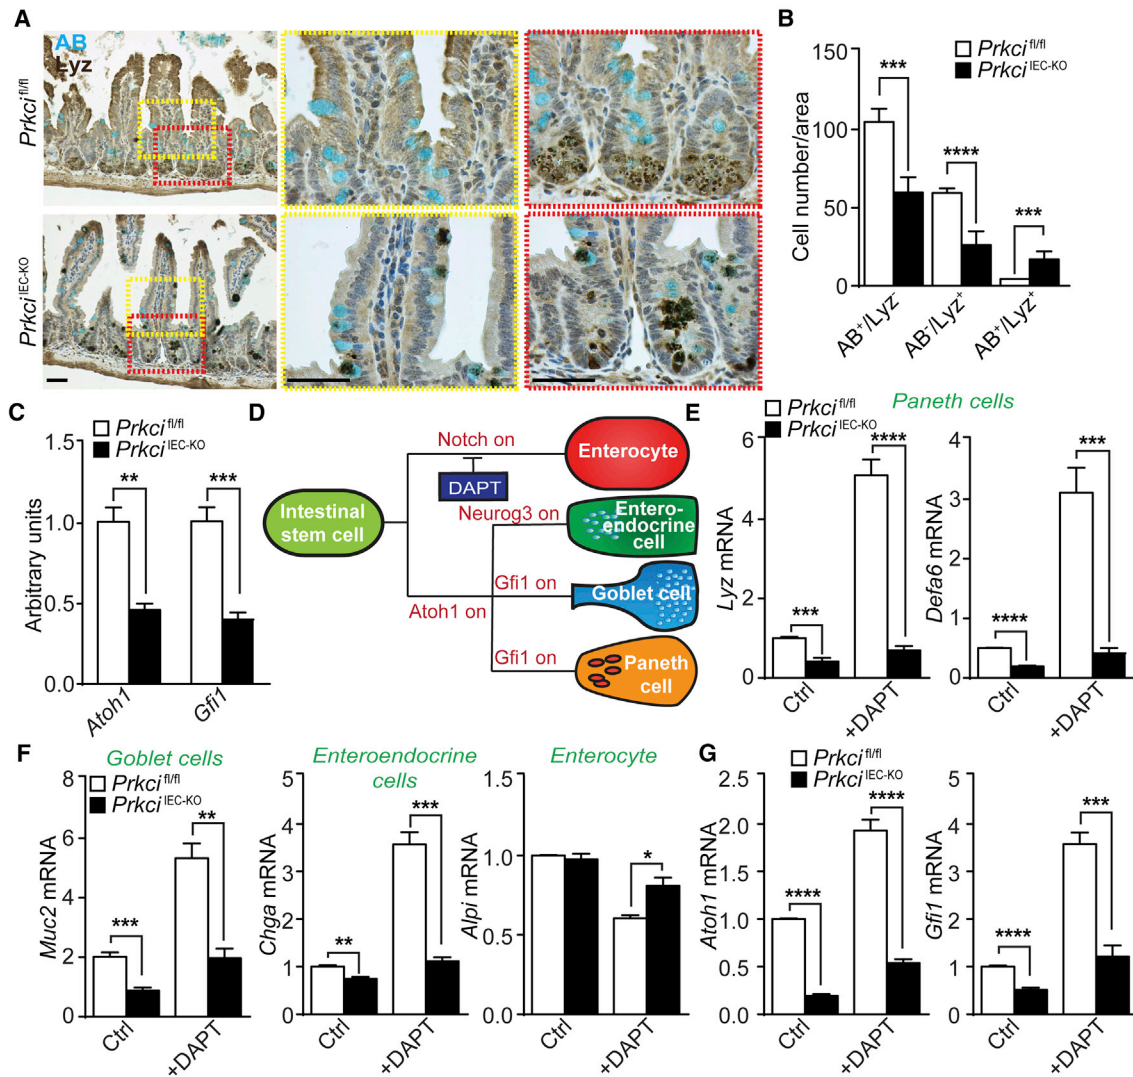 A
AB
Lyz
Prkci fl/fl
Prkci IEC-KO
B
Cell number/area
150
100
50
0
Prkci fl/fl
Prkci IEC-KO
***
****
***
AB+/Lyz-
AB-/Lyz+
AB+/Lyz+
C
Prkci fl/fl
Prkci IEC-KO
Arbitrary units
1.5
1.0
0.5
0.0
**
***
Atoh1
Gfi1
D
Intestinal
stem cell
Notch on
DAPT
Enterocyte
Neurog3 on
Entero-
endocrine
cell
Atoh1 on
Gfi1 on
Goblet cell
Gfi1 on
Paneth
cell
E
Prkci fl/fl
Prkci IEC-KO
Paneth cells
Lyz mRNA
6
4
2
0
***
****
Ctrl
+DAPT
Defa6 mRNA
4
3
2
1
0
****
***
Ctrl
+DAPT
F
Goblet cells
Prkci fl/fl
Prkci IEC-KO
Muc2 mRNA
8
6
4
2
0
***
**
Ctrl
+DAPT
Enteroendocrine
cells
Chga mRNA
5
4
3
2
1
0
**
***
Ctrl
+DAPT
Enterocyte
Alpi mRNA
1.5
1.0
0.5
0.0
*
Ctrl
+DAPT
G
Prkci fl/fl
Prkci IEC-KO
Atoh1 mRNA
2.5
2.0
1.5
1.0
0.5
0.0
****
****
Ctrl
+DAPT
Gfi1 mRNA
5
4
3
2
1
0
****
***
Ctrl
+DAPT